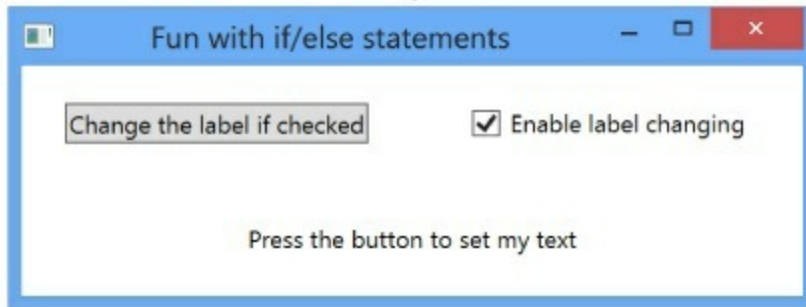 Fun with if/else statements
Change the label if checked
Enable label changing
Press the button to set my text